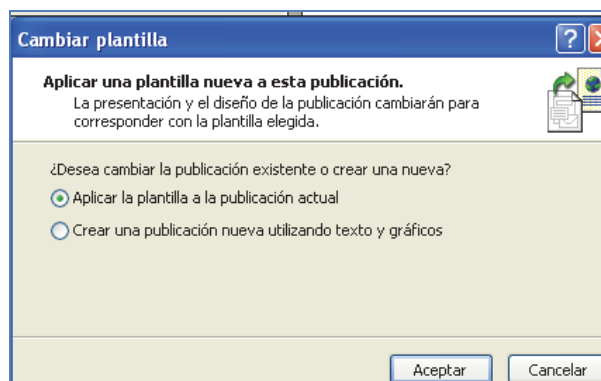 Cambiar plantilla
Aplicar una plantilla nueva a esta publicación.
La presentación y el diseño de la publicación cambiarán para
corresponder con la plantilla elegida.
¿Desea cambiar la publicación existente o crear una nueva?
Aplicar la plantilla a la publicación actual
Crear una publicación nueva utilizando texto y gráficos
Aceptar Cancelar